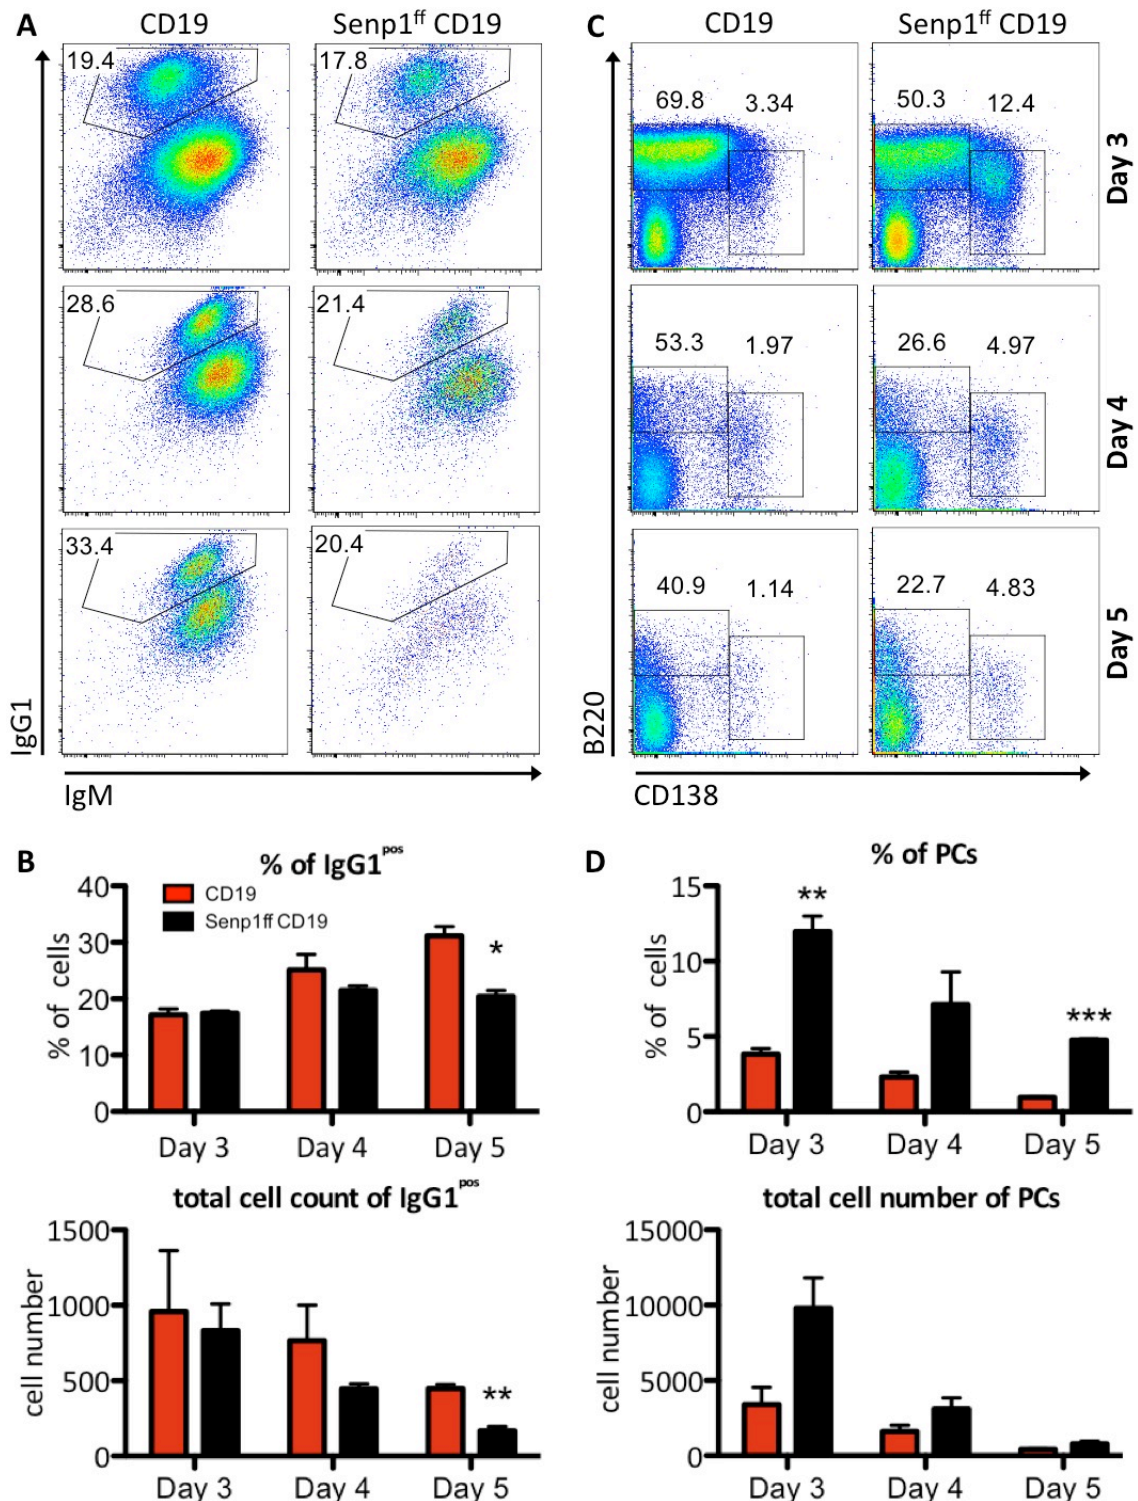 A CD19 Senp1ff CD19
19.4 17.8
28.6 21.4
33.4 20.4
IgG1
IgM
C CD19 Senp1ff CD19
69.8 3.34 50.3 12.4 Day 3
53.3 1.97 26.6 4.97 Day 4
40.9 1.14 22.7 4.83 Day 5
B220
CD138
B % of IgG1pos
CD19
Senp1ff CD19
40
30
20
10
0
% of cells
*
Day 3 Day 4 Day 5
total cell count of IgG1pos
1500
1000
500
0
cell number
**
Day 3 Day 4 Day 5
D % of PCs
15
10
5
0
% of cells
** ***
Day 3 Day 4 Day 5
total cell number of PCs
15000
10000
5000
0
cell number
Day 3 Day 4 Day 5